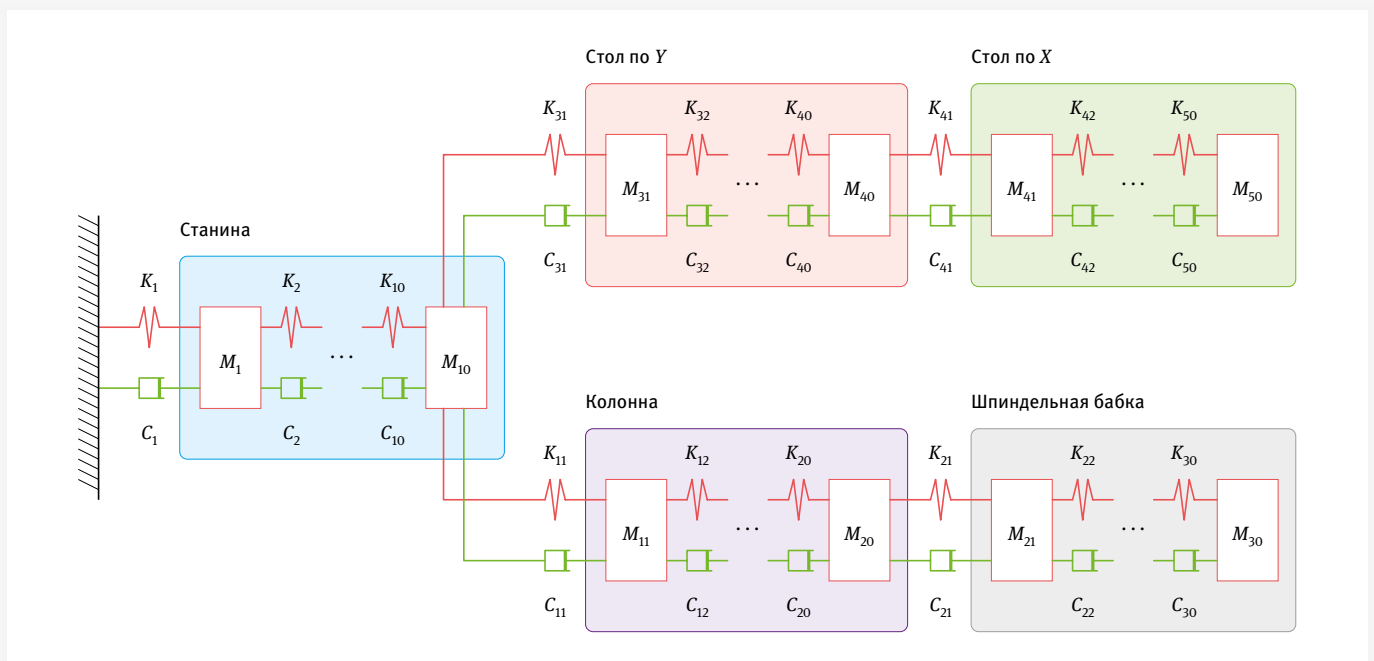 Стол по Y
Стол по X
K31 K32 K40 K41 K42 K50
M31 … M40 M41 … M50
C31 C32 C40 C41 C42 C50
Станина
K1 K2 K10
M1 … M10
C1 C2 C10
Колонна
Шпиндельная бабка
K11 K12 K20 K21 K22 K30
M11 … M20 M21 … M30
C11 C12 C20 C21 C22 C30